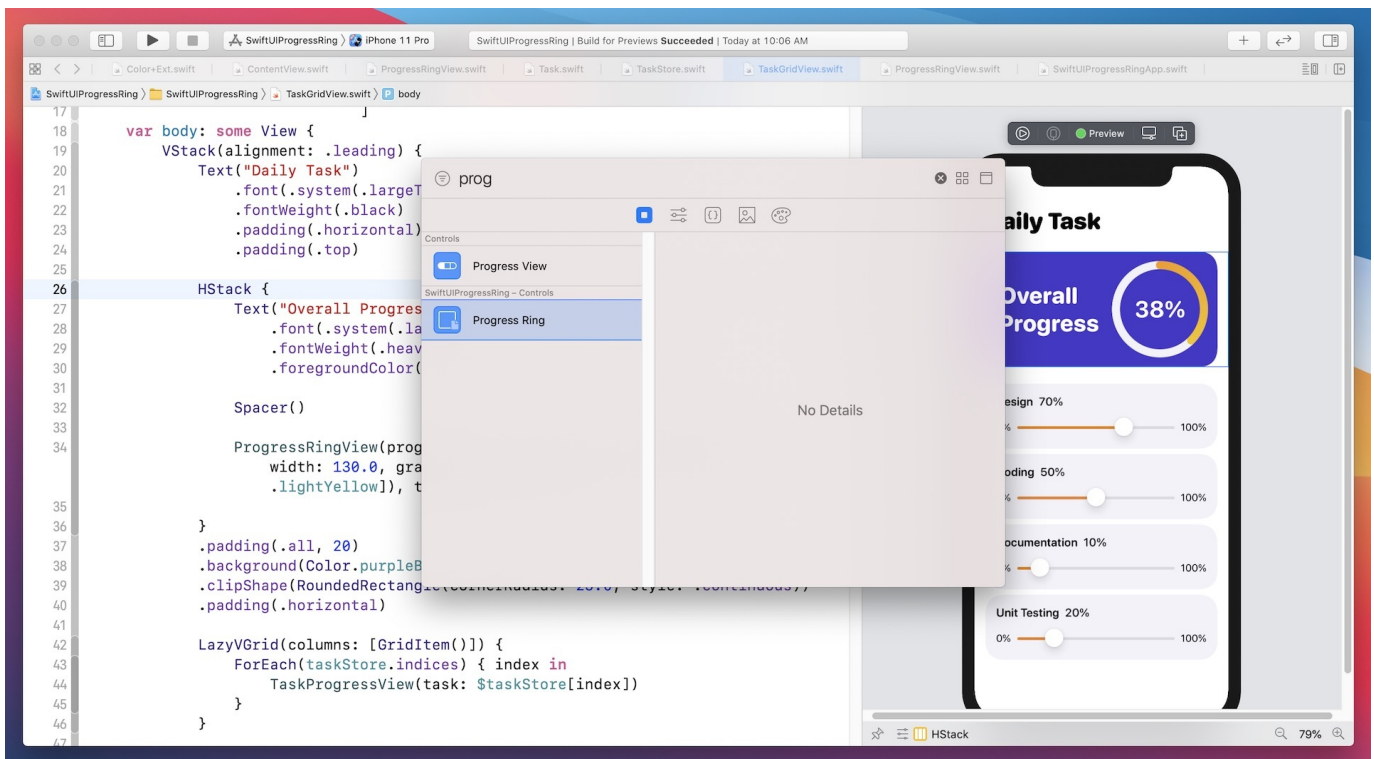 SwiftUIProgressRing 〉 iPhone 11 Pro
SwiftUIProgressRing | Build for Previews Succeeded | Today at 10:06 AM
Color+Ext.swift
ContentView.swift
ProgressRingView.swift
Task.swift
TaskStore.swift
TaskGridView.swift
ProgressRingView.swift
SwiftUIProgressRingApp.swift
SwiftUIProgressRing 〉 SwiftUIProgressRing 〉 TaskGridView.swift 〉 P body
17 ]
18 var body: some View {
19 VStack(alignment: .leading) {
20 Text("Daily Task")
21 .font(.system(.largeT
22 .fontWeight(.black)
23 .padding(.horizontal)
24 .padding(.top)
25
26 HStack {
27 Text("Overall Progres
28 .font(.system(.la
29 .fontWeight(.heav
30 .foregroundColor(
31
32 Spacer()
33
34 ProgressRingView(prog
width: 130.0, gra
.lightYellow]), t
35
36 }
37 .padding(.all, 20)
38 .background(Color.purpleB
39 .clipShape(RoundedRectangle(cornerRadius: 20.0, style: .continuous))
40 .padding(.horizontal)
41
42 LazyVGrid(columns: [GridItem()]) {
43 ForEach(taskStore.indices) { index in
44 TaskProgressView(task: $taskStore[index])
45 }
46 }
47
prog
Controls
Progress View
SwiftUIProgressRing – Controls
Progress Ring
No Details
Preview
aily Task
Overall
Progress
38%
esign 70%
% 100%
oding 50%
% 100%
ocumentation 10%
% 100%
Unit Testing 20%
0% 100%
HStack
79%